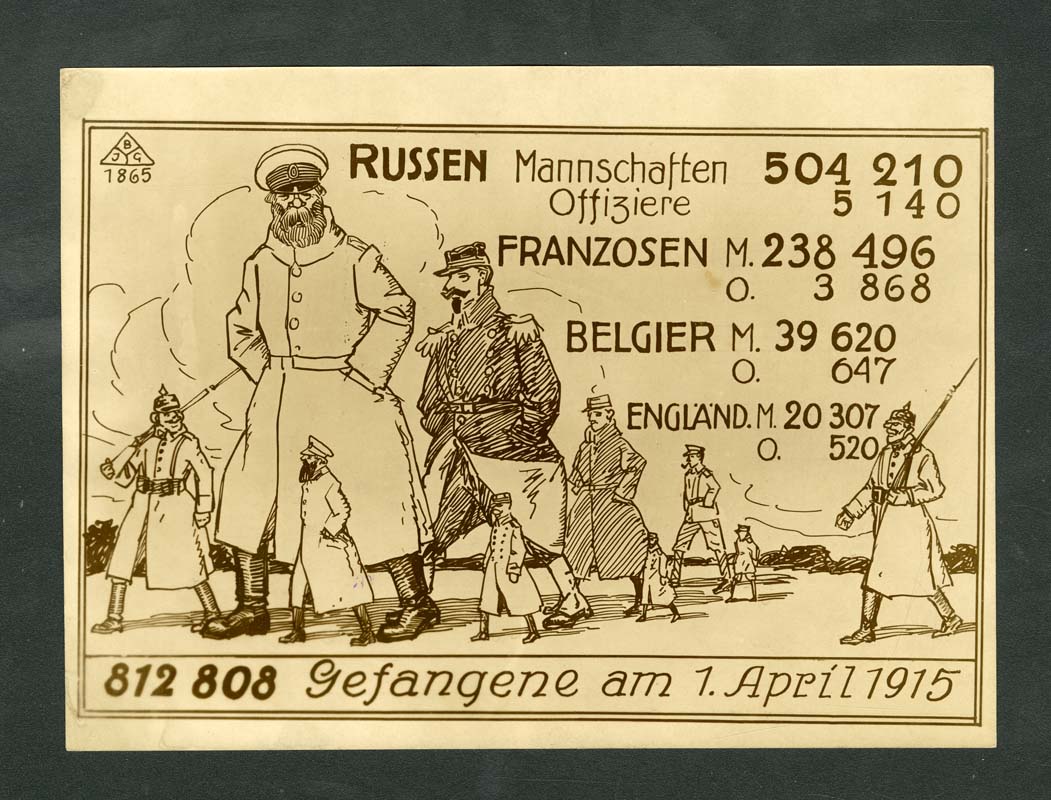 B
J G
1865
RUSSEN Mannschaften 504 210
Offiziere 5 140
FRANZOSEN M. 238 496
O. 3 868
BELGIER M. 39 620
O. 647
ENGLÄND. M. 20 307
O. 520
812 808 Gefangene am 1. April 1915